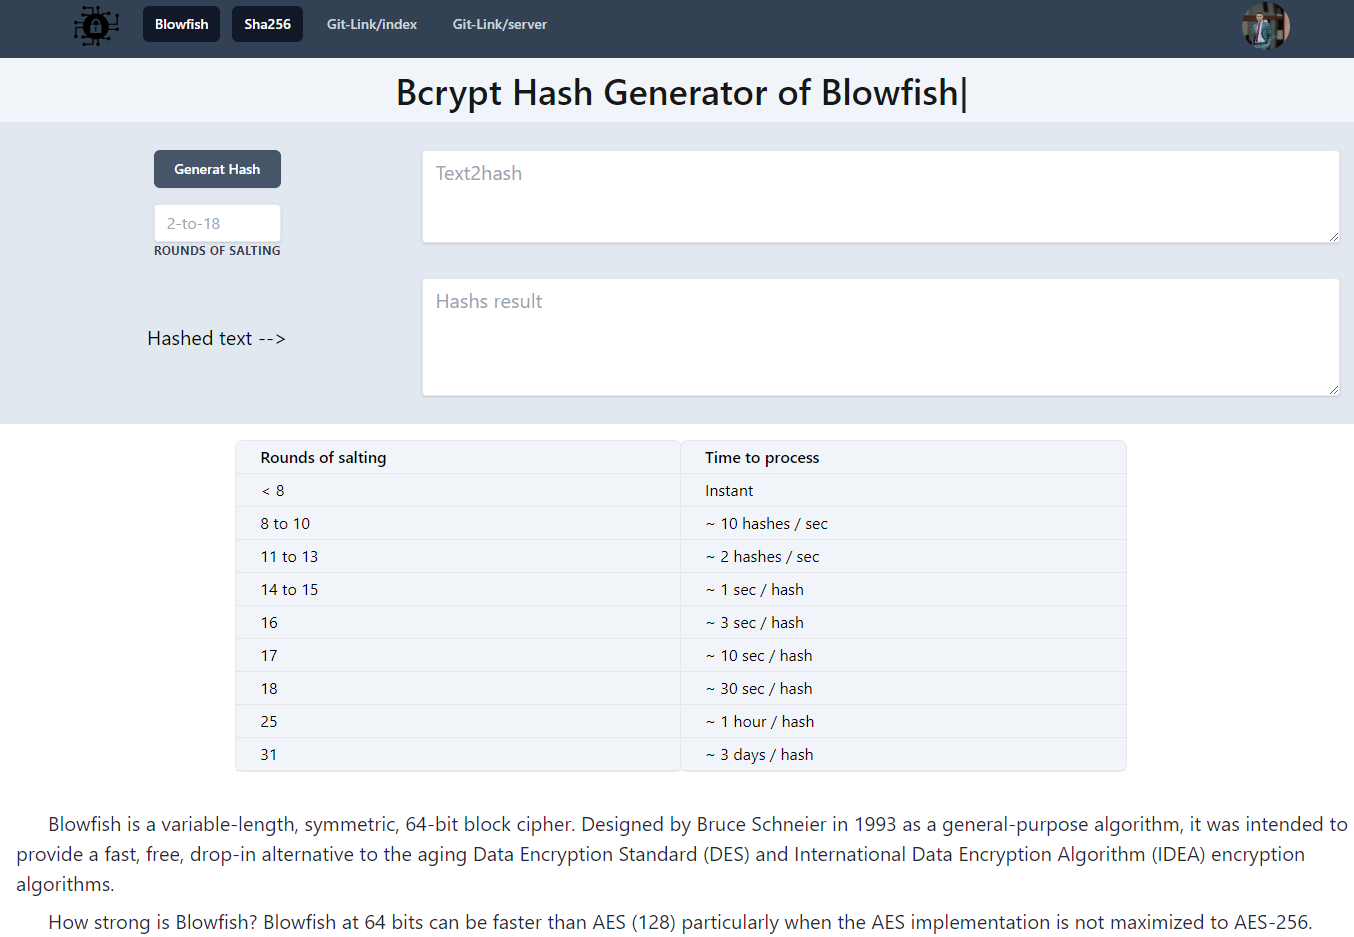 Blowfish Sha256 Git-Link/index Git-Link/server
Bcrypt Hash Generator of Blowfish|
Generat Hash
Text2hash
2-to-18
ROUNDS OF SALTING
Hashs result
Hashed text -->
Rounds of salting Time to process
< 8 Instant
8 to 10 ~ 10 hashes / sec
11 to 13 ~ 2 hashes / sec
14 to 15 ~ 1 sec / hash
16 ~ 3 sec / hash
17 ~ 10 sec / hash
18 ~ 30 sec / hash
25 ~ 1 hour / hash
31 ~ 3 days / hash
Blowfish is a variable-length, symmetric, 64-bit block cipher. Designed by Bruce Schneier in 1993 as a general-purpose algorithm, it was intended to
provide a fast, free, drop-in alternative to the aging Data Encryption Standard (DES) and International Data Encryption Algorithm (IDEA) encryption
algorithms.
How strong is Blowfish? Blowfish at 64 bits can be faster than AES (128) particularly when the AES implementation is not maximized to AES-256.